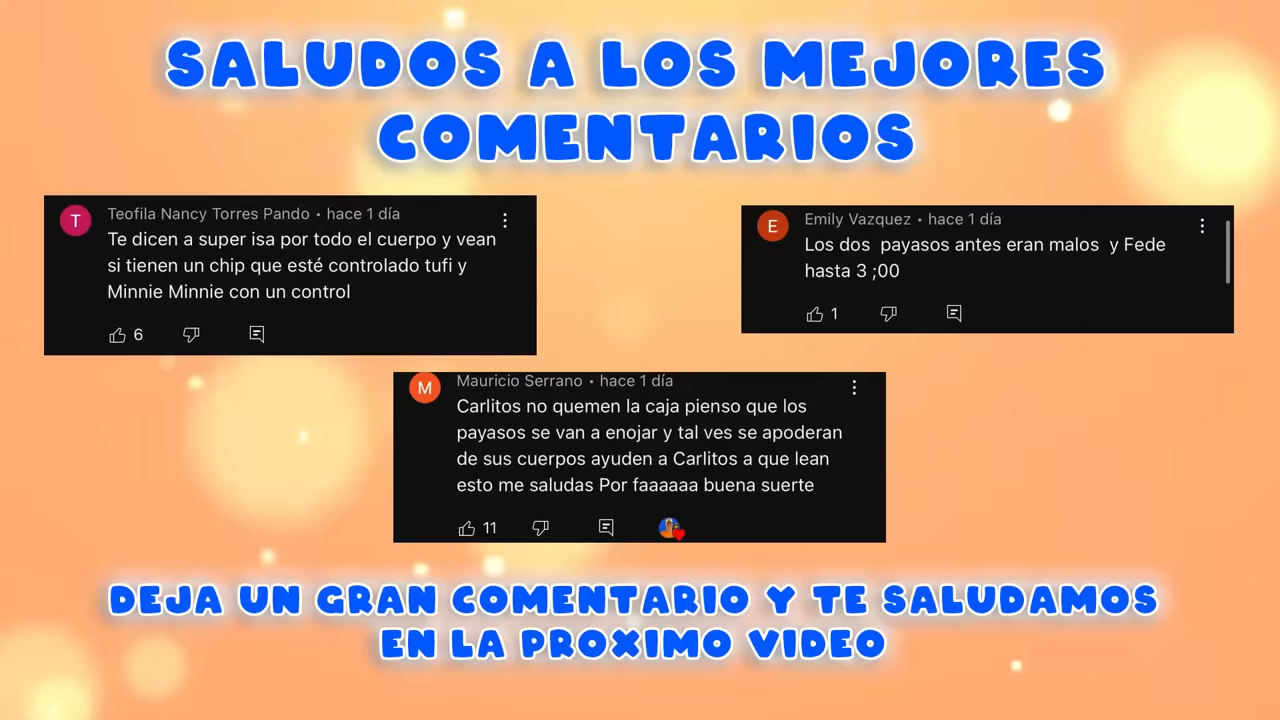 SALUDOS A LOS MEJORES
COMENTARIOS
T
Teofila Nancy Torres Pando • hace 1 día
Te dicen a super isa por todo el cuerpo y vean
si tienen un chip que esté controlado tufi y
Minnie Minnie con un control
6
E
Emily Vazquez • hace 1 día
Los dos  payasos antes eran malos  y Fede
hasta 3 ;00
1
M
Mauricio Serrano • hace 1 día
Carlitos no quemen la caja pienso que los
payasos se van a enojar y tal ves se apoderan
de sus cuerpos ayuden a Carlitos a que lean
esto me saludas Por faaaaaa buena suerte
11
DEJA UN GRAN COMENTARIO Y TE SALUDAMOS
EN LA PROXIMO VIDEO